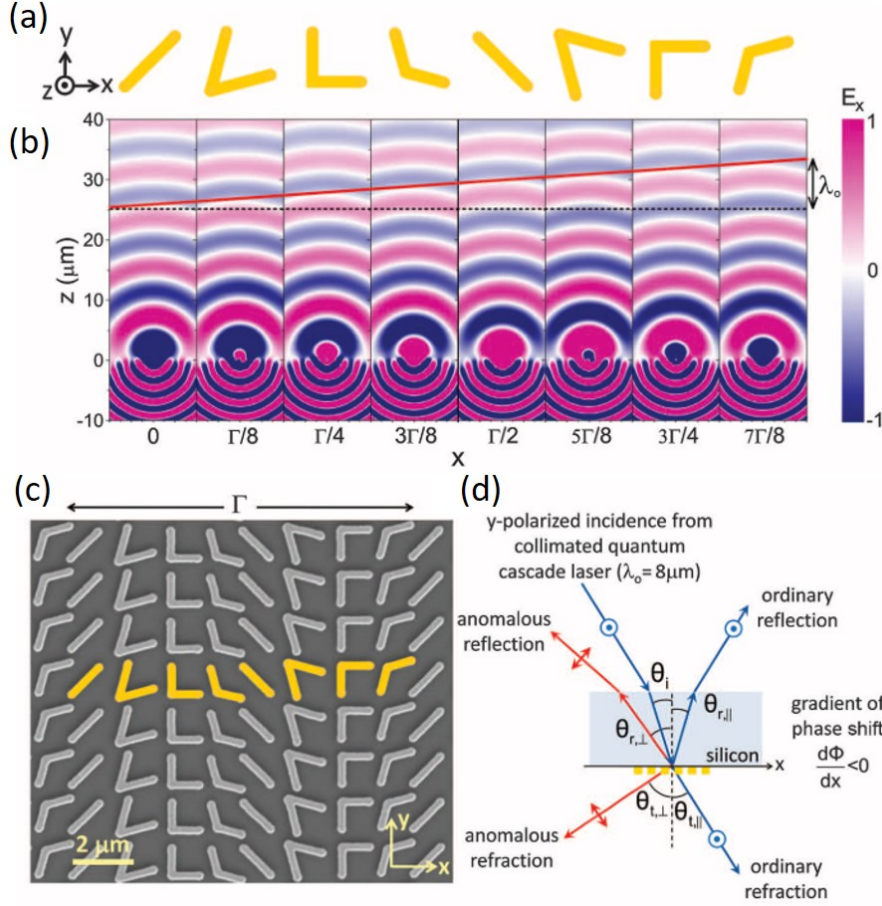 (a)
y
z
x
(b)
E
x
40
30
20
10
0
-10
z (μm)
λ₀
1
0
-1
0
Γ/8
Γ/4
3Γ/8
Γ/2
5Γ/8
3Γ/4
7Γ/8
x
(c)
Γ
2 μm
y
x
(d)
y-polarized incidence from
collimated quantum
cascade laser (λ₀= 8μm)
ordinary
reflection
anomalous
reflection
θi
θr,||
θr,⊥
silicon
x
gradient of
phase shift
dΦ
dx
<0
θt,⊥
θt,||
anomalous
refraction
ordinary
refraction